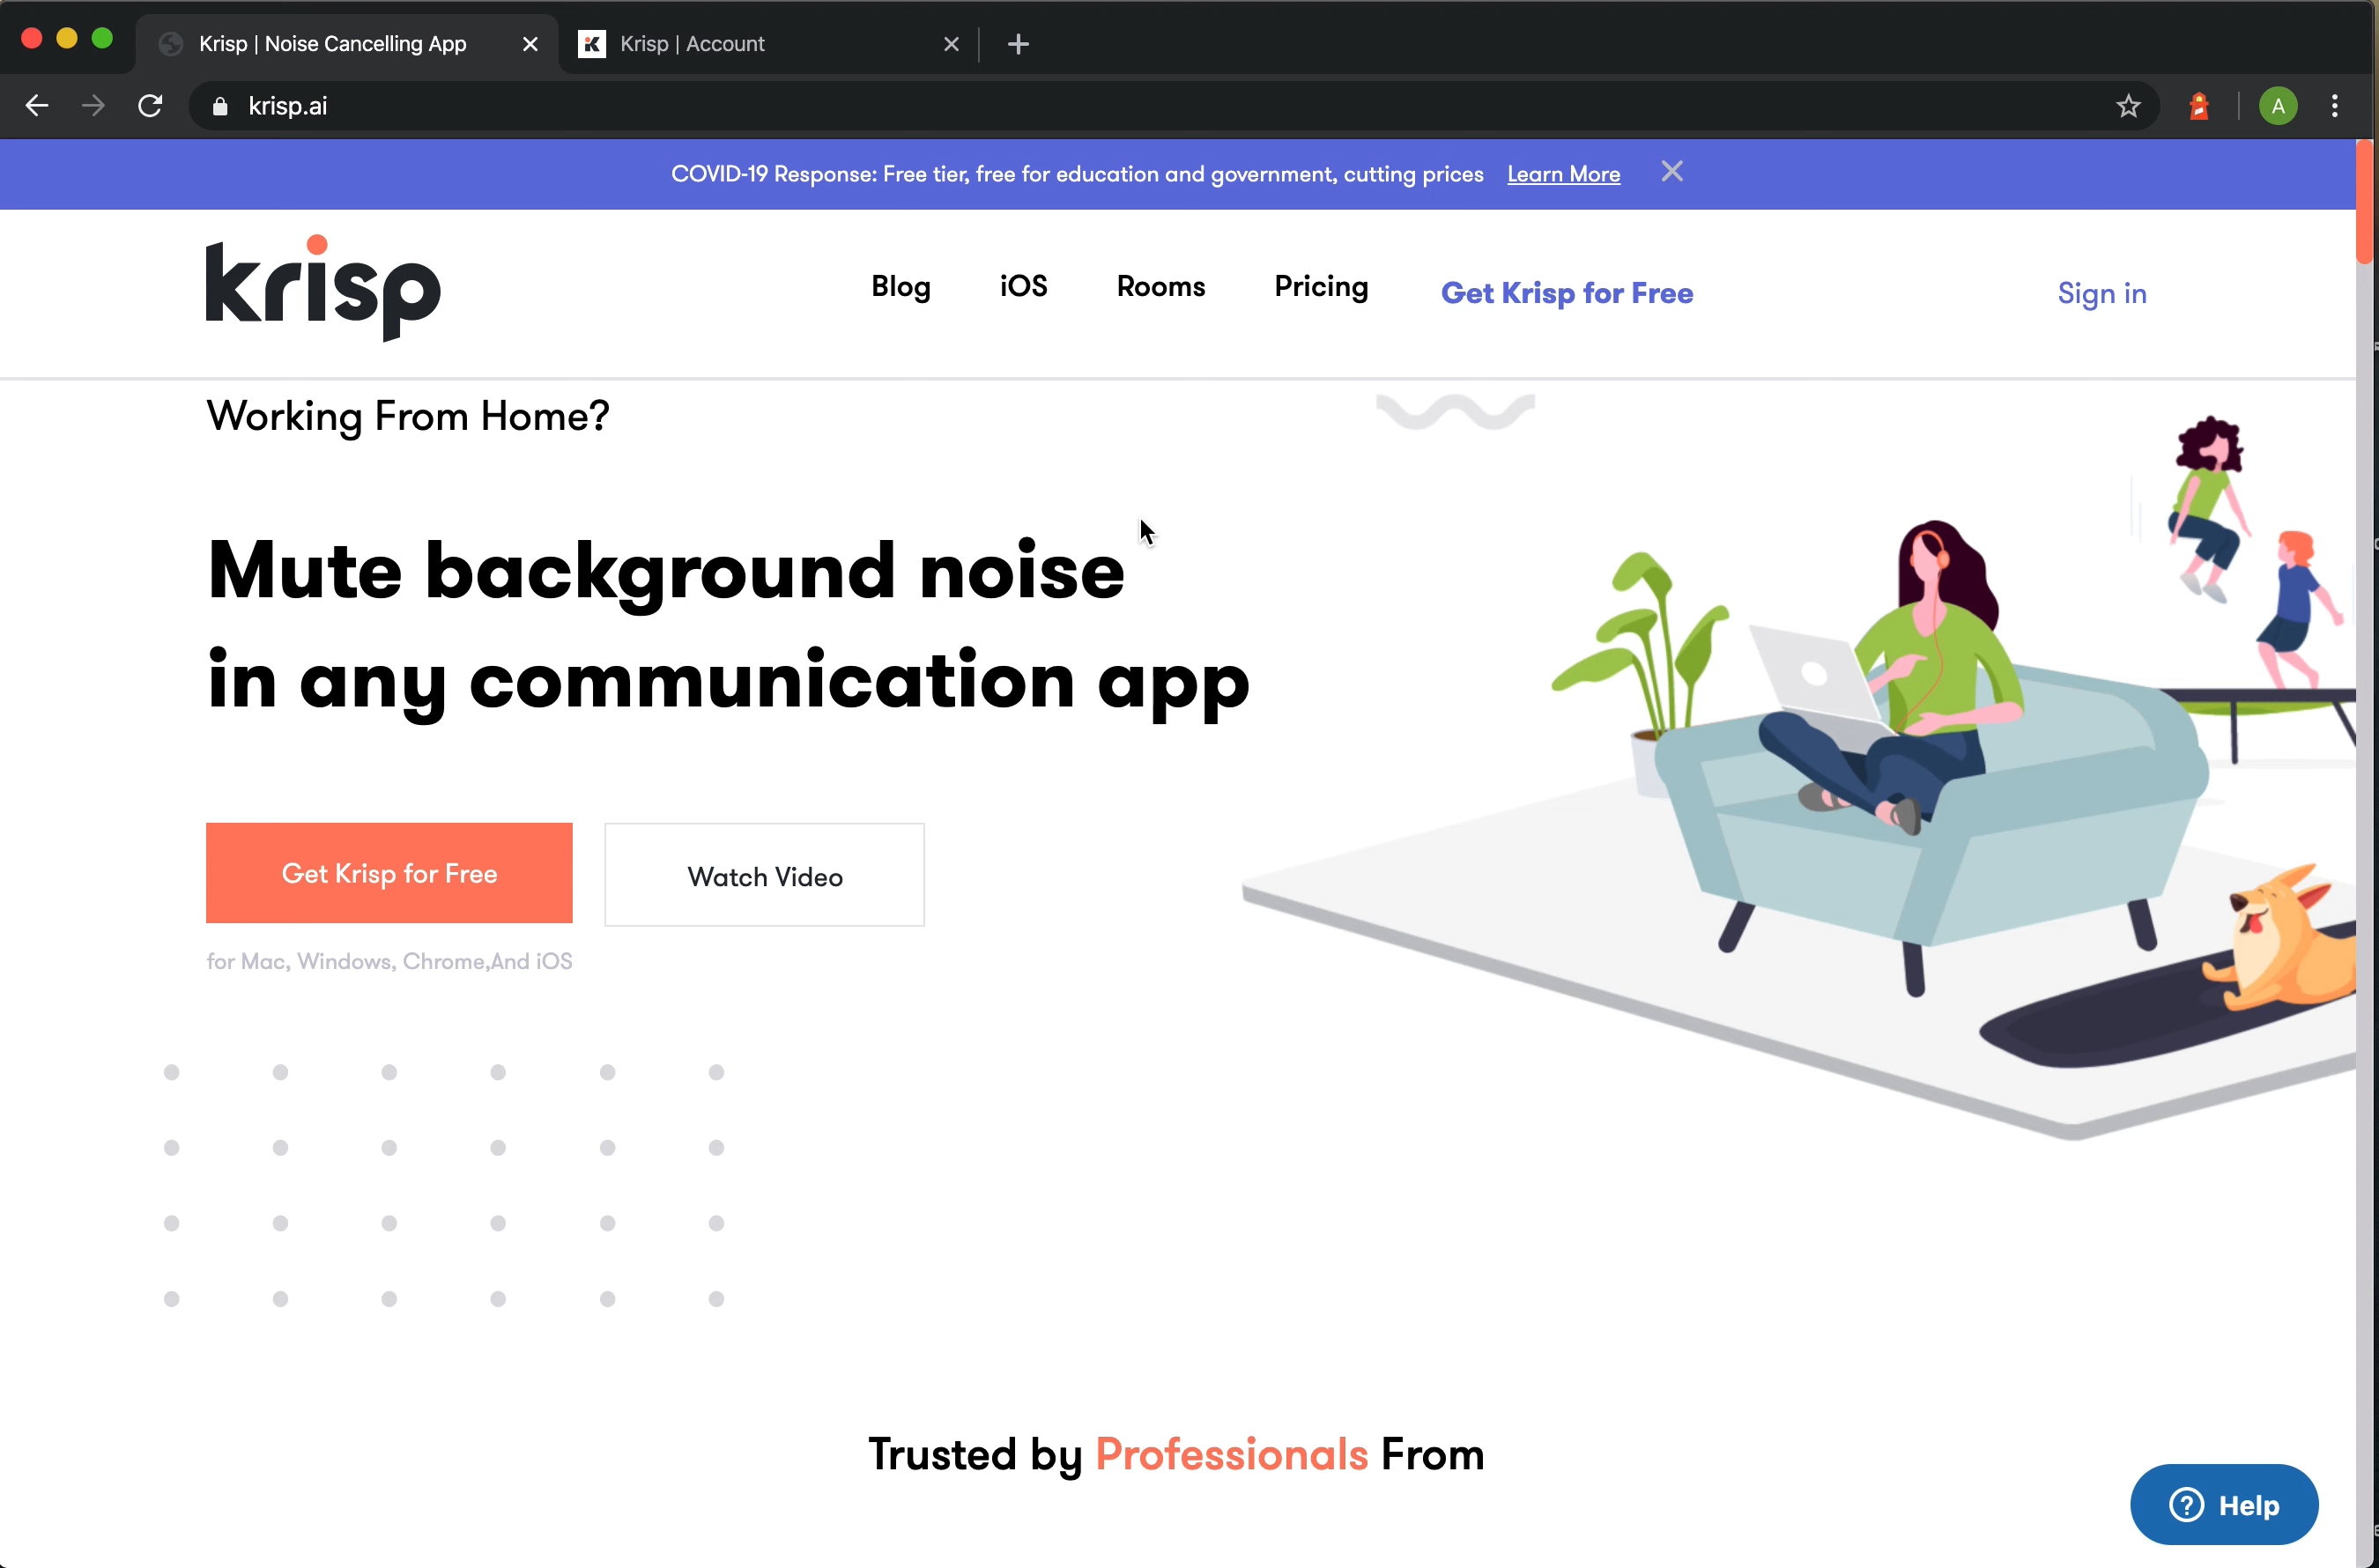 Krisp | Noise Cancelling App
Krisp | Account
krisp.ai
A
COVID-19 Response: Free tier, free for education and government, cutting prices Learn More
krisp
Blog
iOS
Rooms
Pricing
Get Krisp for Free
Sign in
Working From Home?
Mute background noise
in any communication app
Get Krisp for Free
Watch Video
for Mac, Windows, Chrome,And iOS
Trusted by Professionals From
Help